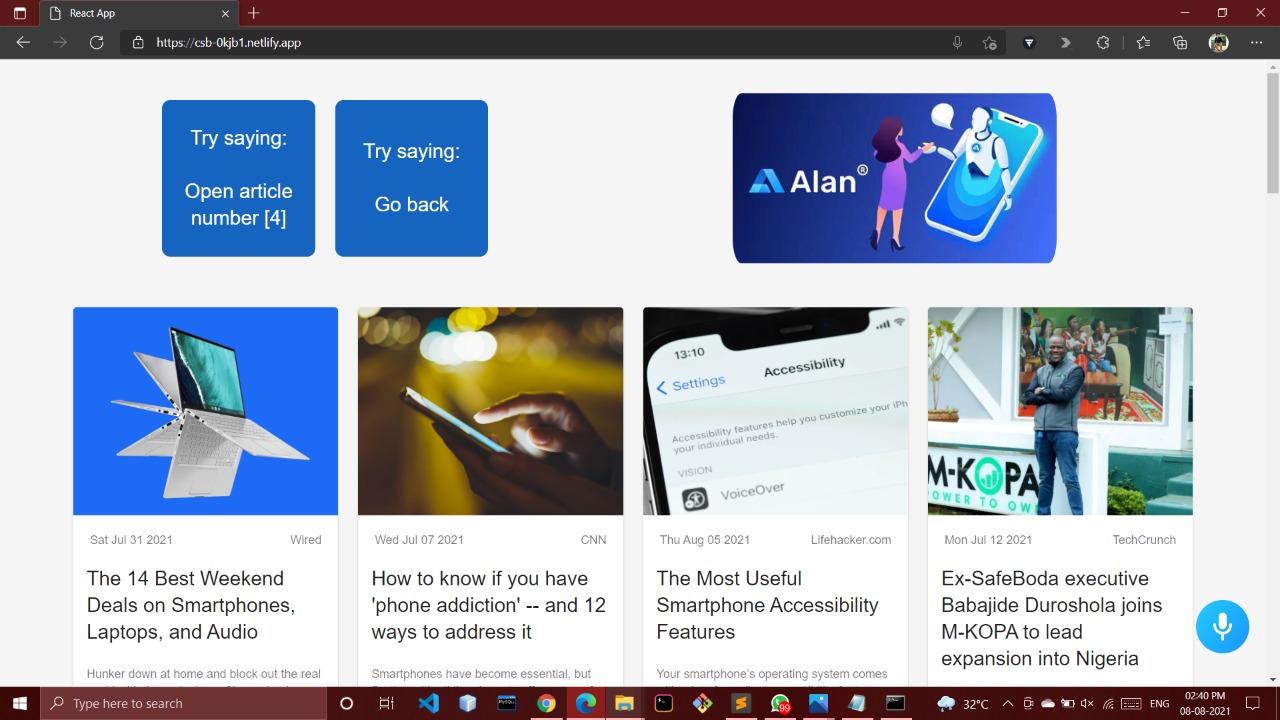 React App
https://csb-0kjb1.netlify.app
Try saying:
Open article
number [4]
Try saying:
Go back
Alan®
13:10
Settings
Accessibility
Accessibility features help you customize your iPh
your individual needs.
VISION
VoiceOver
M-KOPA
POWER TO OW
Sat Jul 31 2021
Wired
The 14 Best Weekend
Deals on Smartphones,
Laptops, and Audio
Hunker down at home and block out the real
Wed Jul 07 2021
CNN
How to know if you have
'phone addiction' -- and 12
ways to address it
Smartphones have become essential, but
Thu Aug 05 2021
Lifehacker.com
The Most Useful
Smartphone Accessibility
Features
Your smartphone's operating system comes
Mon Jul 12 2021
TechCrunch
Ex-SafeBoda executive
Babajide Duroshola joins
M-KOPA to lead
expansion into Nigeria
Type here to search
MySQL
99
32°C
ENG
02:40 PM
08-08-2021